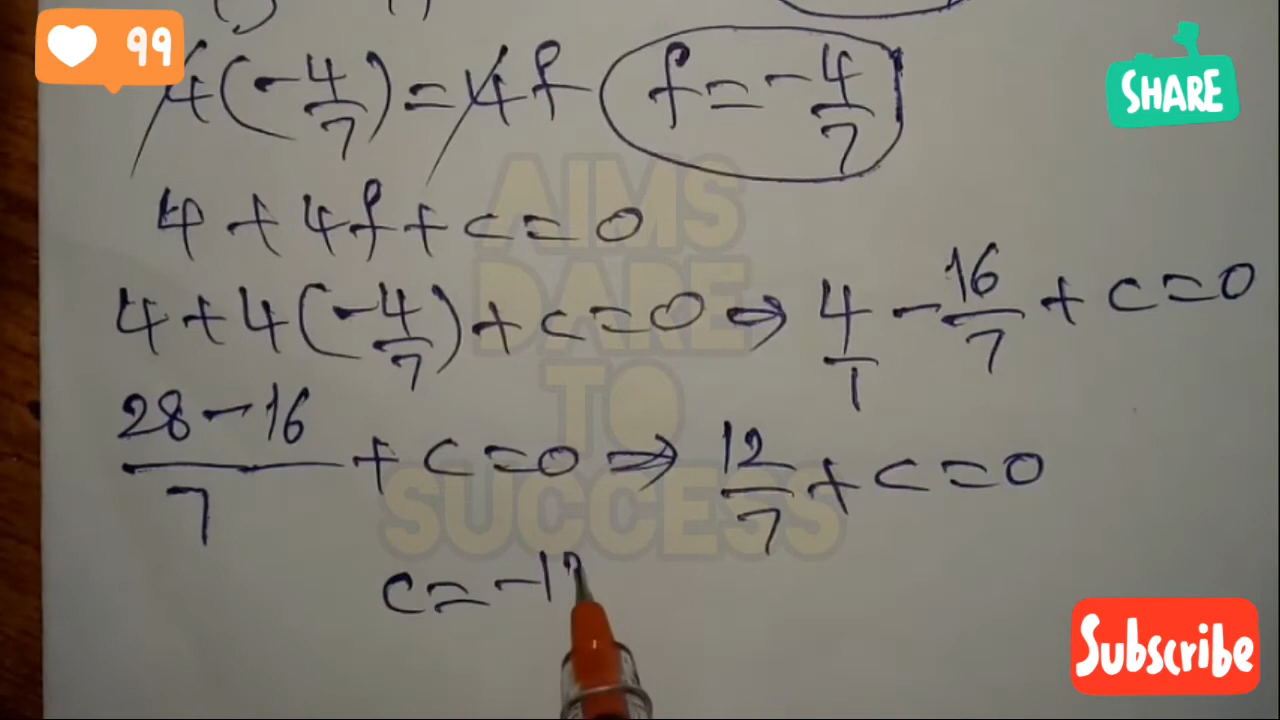 99
SHARE
4(-4/7) = 4f f = -4/7
4 + 4f + c = 0
4 + 4(-4/7) + c = 0 ⇒ 4/1 - 16/7 + c = 0
28 - 16/7 + c = 0 ⇒ 12/7 + c = 0
c = -12
AIMS
DARE
TO
SUCCESS
Subscribe